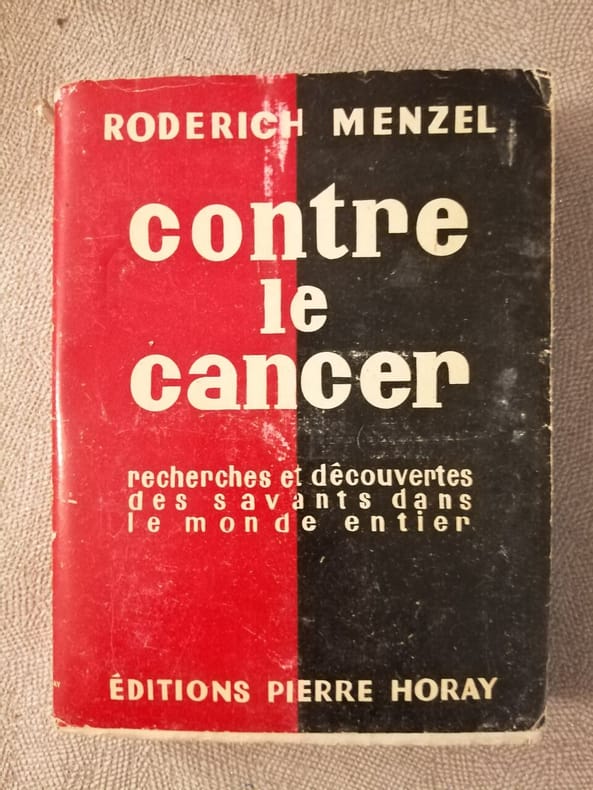 RODERICH MENZEL
contre
le
cancer
recherches et découvertes
des savants dans
le monde entier
ÉDITIONS PIERRE HORAY